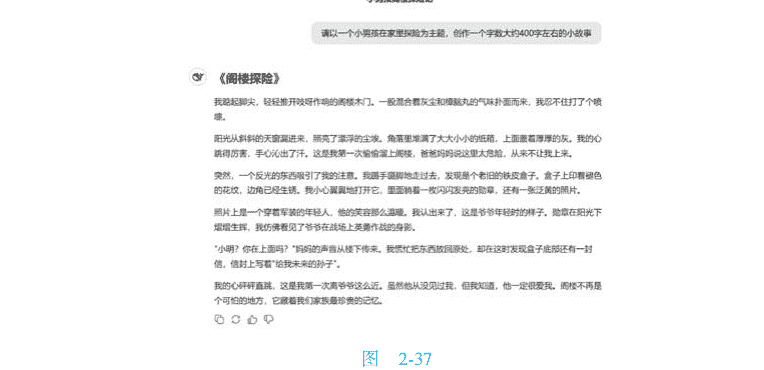 请以一个小男孩在家里探险为主题，创作一个字数大约400字左右的小故事
《阁楼探险》
我踮起脚尖，轻轻推开吱呀作响的阁楼木门。一股混合着灰尘和樟脑丸的气味扑面而来，我忍不住打了个喷
嚏。
阳光从斜斜的天窗漏进来，照亮了漂浮的尘埃。角落里堆满了大大小小的纸箱，上面盖着厚厚的灰。我的心
跳得厉害，手心沁出了汗。这是我第一次偷偷溜上阁楼，爸爸妈妈说这里太危险，从来不让我上来。
突然，一个反光的东西吸引了我的注意。我蹑手蹑脚地走过去，发现是个老旧的铁皮盒子。盒子上印着褪色
的花纹，边角已经生锈。我小心翼翼地打开它，里面躺着一枚闪闪发亮的勋章，还有一张泛黄的照片。
照片上是一个穿着军装的年轻人，他的笑容那么温暖。我认出来了，这是爷爷年轻时的样子。勋章在阳光下
熠熠生辉，我仿佛看见了爷爷在战场上英勇作战的身影。
“小明？你在上面吗？”妈妈的声音从楼下传来。我慌忙把东西放回原处，却在这时发现盒子底部还有一封
信，信封上写着“给我未来的孙子”。
我的心砰砰直跳，这是我第一次离爷爷这么近。虽然他从没见过我，但我知道，他一定很爱我。阁楼不再是
个可怕的地方，它藏着我们家族最珍贵的记忆。
图 2-37